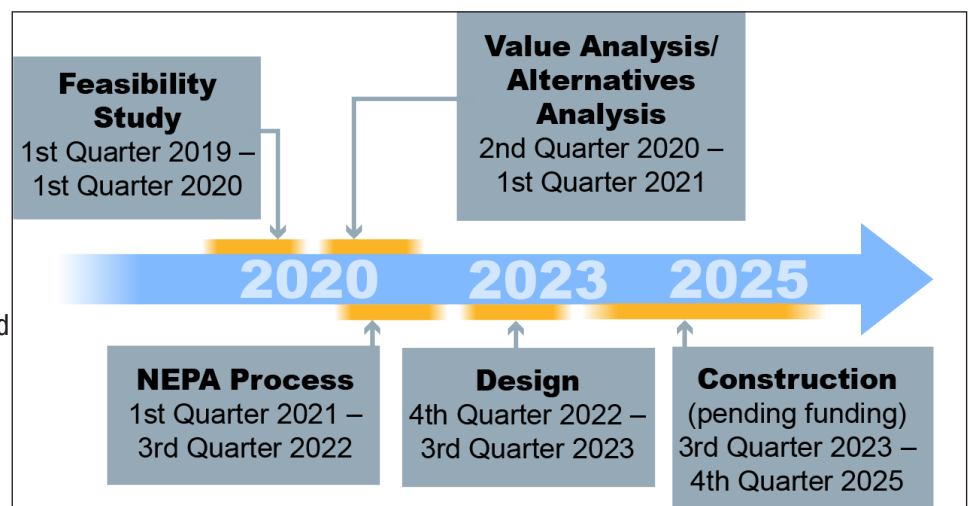 Feasibility
Study
1st Quarter 2019 –
1st Quarter 2020
Value Analysis/
Alternatives
Analysis
2nd Quarter 2020 –
1st Quarter 2021
2020 2023 2025
d
NEPA Process
1st Quarter 2021 –
3rd Quarter 2022
Design
4th Quarter 2022 –
3rd Quarter 2023
Construction
(pending funding)
3rd Quarter 2023 –
4th Quarter 2025